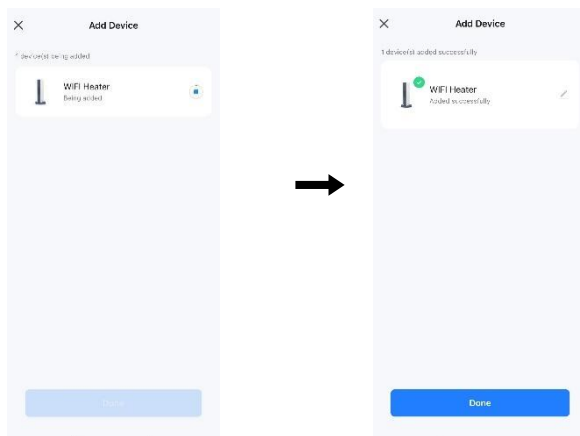 Add Device
device(s) being added
WIFI Heater
Being added
Done
Add Device
1 device(s) added successfully
WIFI Heater
Added successfully
Done